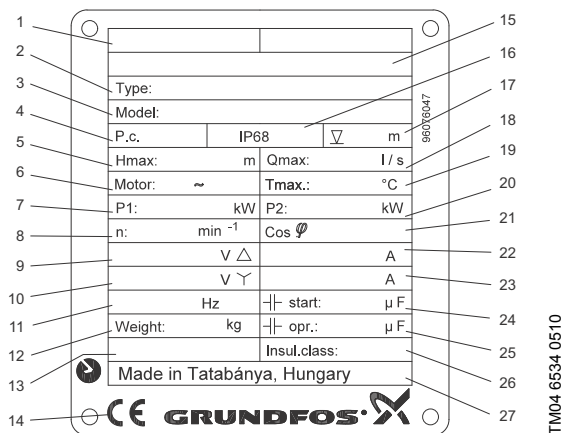 1 15
2 16
Type:
3 17
Model:
4 P.c. IP68 m 96076047
5 18
Hmax: m Qmax: l / s
6 19
Motor: ~ Tmax.: °C
7 20
P1: kW P2: kW
8 21
n: min -1 Cos φ
9 22
V △ A
10 23
V Y A
11 24
Hz start: µ F
12 25
Weight: kg opr.: µ F
13 26
Insul.class:
Made in Tatabánya, Hungary
14 27
CE GRUNDFOS
TM04 6534 0510